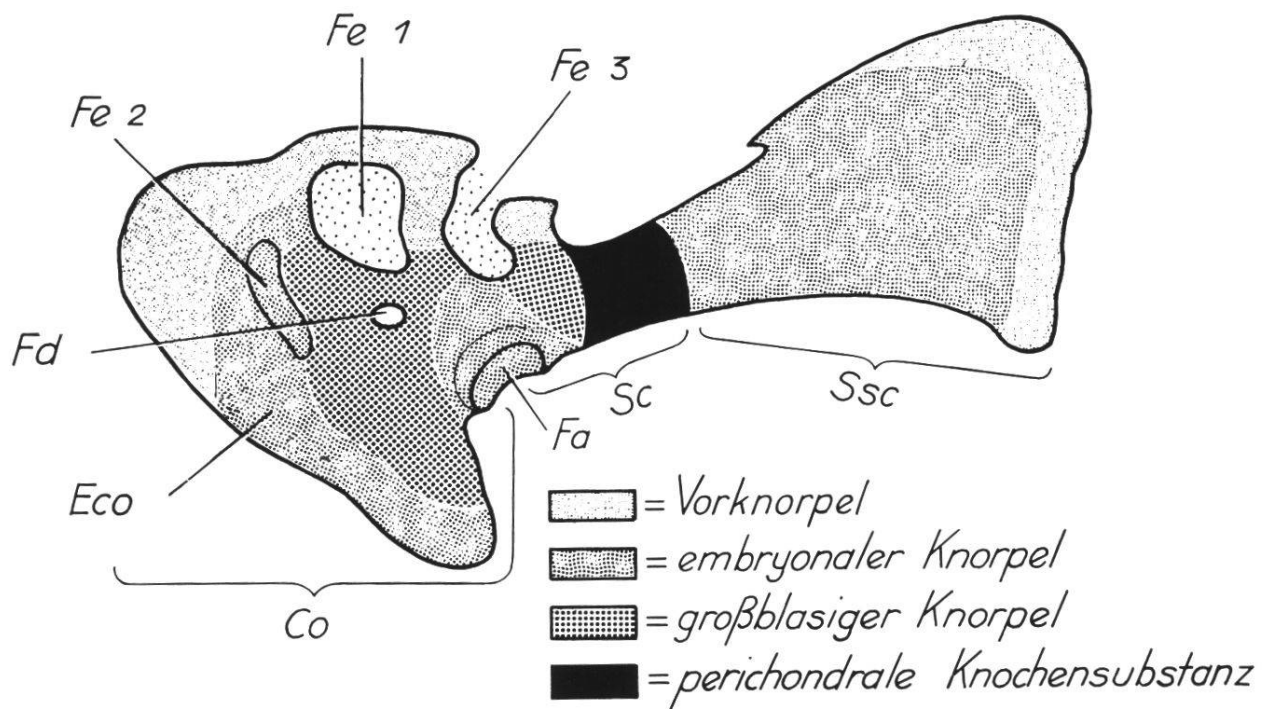 Fe 1
Fe 3
Fe 2
Fd
Sc
Ssc
Fa
Eco
Co
= Vorknorpel
= embryonaler Knorpel
= großblasiger Knorpel
= perichondrale Knochensubstanz